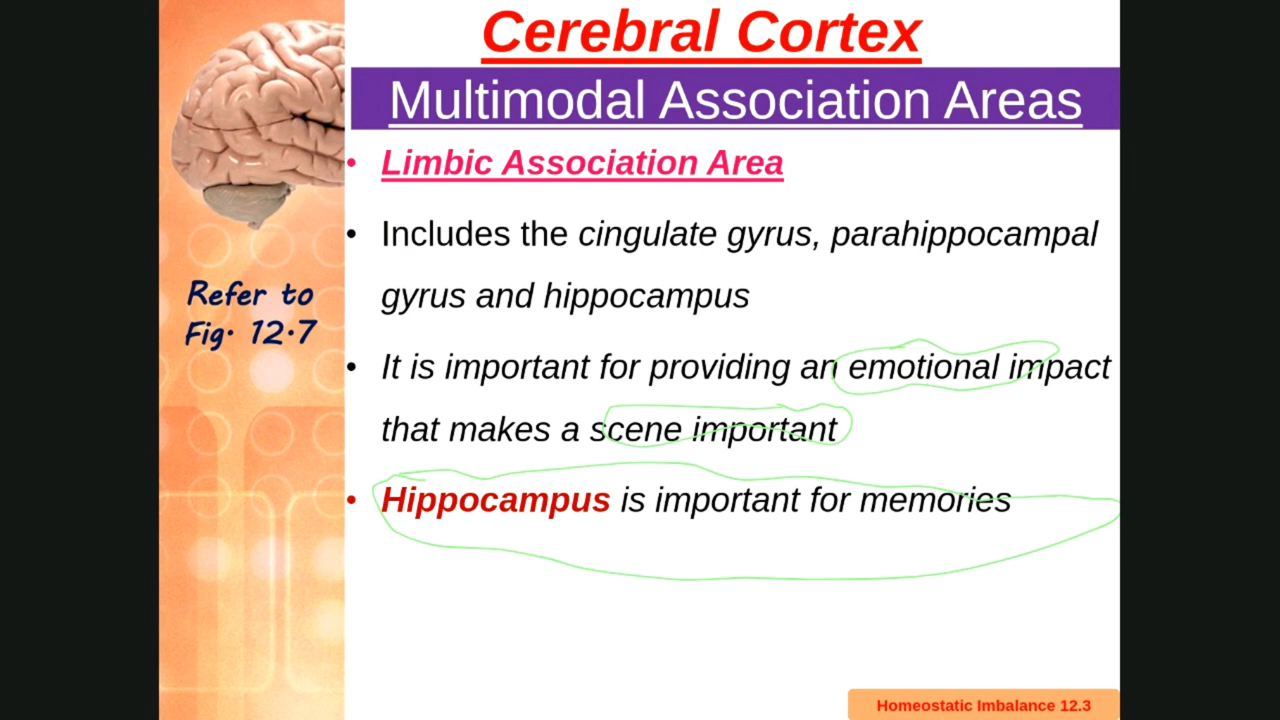 Cerebral Cortex
Multimodal Association Areas
• Limbic Association Area
• Includes the cingulate gyrus, parahippocampal
gyrus and hippocampus
• It is important for providing an emotional impact
that makes a scene important
• Hippocampus is important for memories
Refer to
Fig. 12.7
Homeostatic Imbalance 12.3